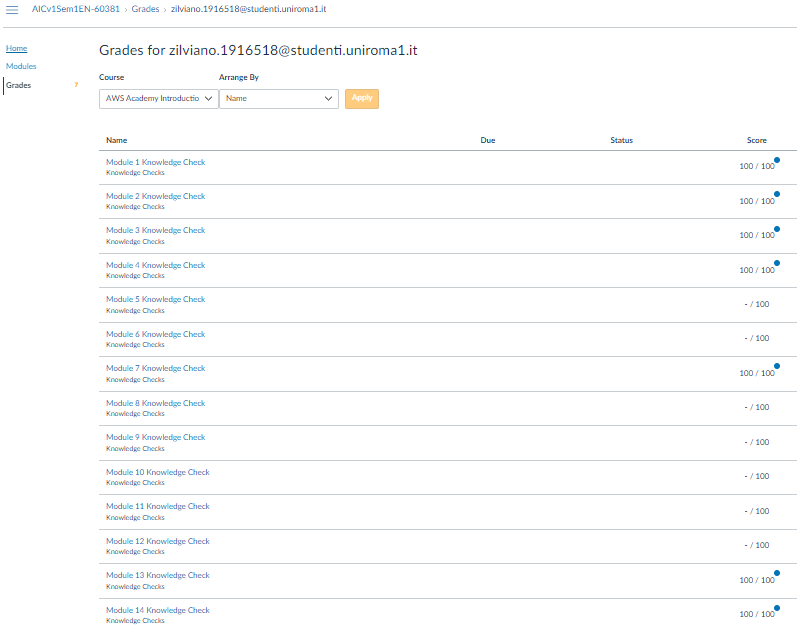 AICv1Sem1EN-60381 › Grades › zilviano.1916518@studenti.uniroma1.it
Home
Modules
Grades 7
Grades for zilviano.1916518@studenti.uniroma1.it
Course Arrange By
AWS Academy Introductio Name Apply
Name Due Status Score
Module 1 Knowledge Check 100 / 100
Knowledge Checks
Module 2 Knowledge Check 100 / 100
Knowledge Checks
Module 3 Knowledge Check 100 / 100
Knowledge Checks
Module 4 Knowledge Check 100 / 100
Knowledge Checks
Module 5 Knowledge Check - / 100
Knowledge Checks
Module 6 Knowledge Check - / 100
Knowledge Checks
Module 7 Knowledge Check 100 / 100
Knowledge Checks
Module 8 Knowledge Check - / 100
Knowledge Checks
Module 9 Knowledge Check - / 100
Knowledge Checks
Module 10 Knowledge Check - / 100
Knowledge Checks
Module 11 Knowledge Check - / 100
Knowledge Checks
Module 12 Knowledge Check - / 100
Knowledge Checks
Module 13 Knowledge Check 100 / 100
Knowledge Checks
Module 14 Knowledge Check 100 / 100
Knowledge Checks